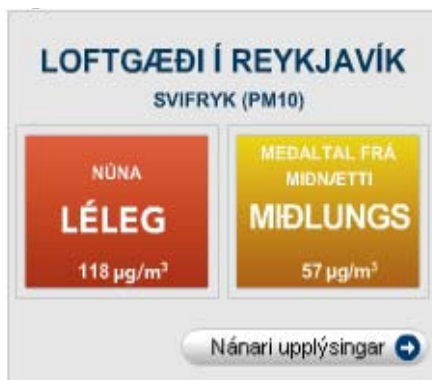 LOFTGÆÐI Í REYKJAVÍK
SVIFRYK (PM10)
NÚNA
LÉLEG
118 µg/m³
MEÐALTAL FRÁ
MIÐNÆTTI
MIÐLUNGS
57 µg/m³
Nánari upplýsingar